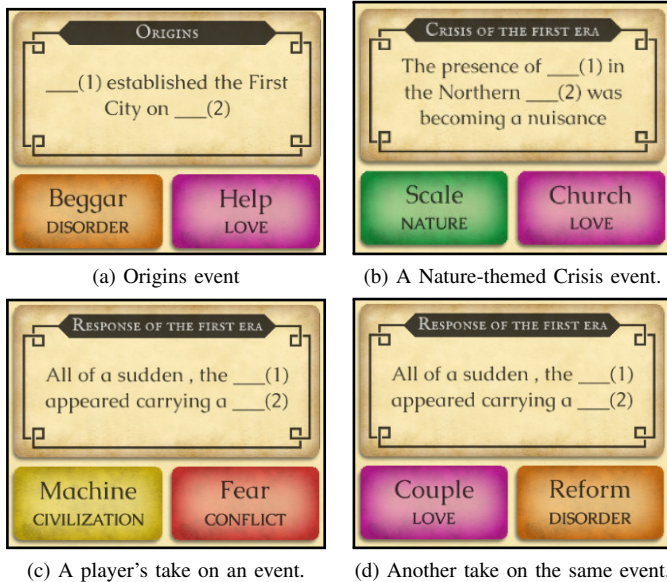 ORIGINS
___(1) established the First
City on ___(2)
Beggar
DISORDER
Help
LOVE
(a) Origins event
CRISIS OF THE FIRST ERA
The presence of ___(1) in
the Northern ___(2) was
becoming a nuisance
Scale
NATURE
Church
LOVE
(b) A Nature-themed Crisis event.
RESPONSE OF THE FIRST ERA
All of a sudden , the ___(1)
appeared carrying a ___(2)
Machine
CIVILIZATION
Fear
CONFLICT
(c) A player's take on an event.
RESPONSE OF THE FIRST ERA
All of a sudden , the ___(1)
appeared carrying a ___(2)
Couple
LOVE
Reform
DISORDER
(d) Another take on the same event.